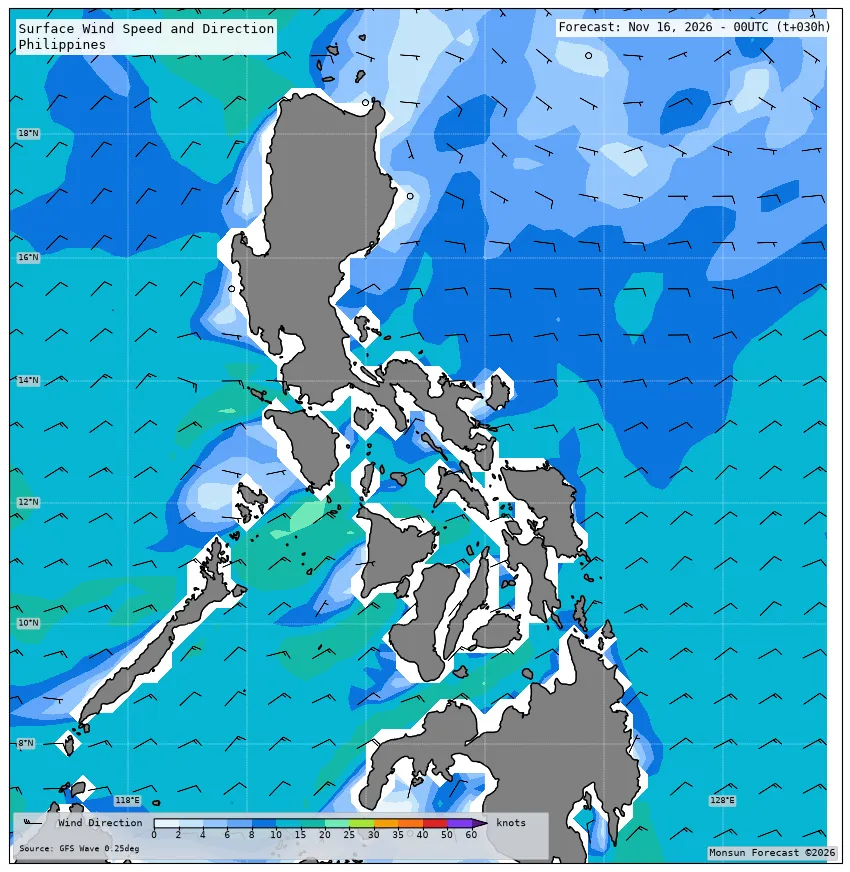 Surface Wind Speed and Direction
Philippines
Forecast: Nov 16, 2026 - 00UTC (t+030h)
18°N
16°N
14°N
12°N
10°N
8°N
118°E
128°E
Wind Direction
0 2 4 6 8 10 15 20 25 30 35 40 50 60
knots
Source: GFS Wave 0.25deg
Monsun Forecast ©2026